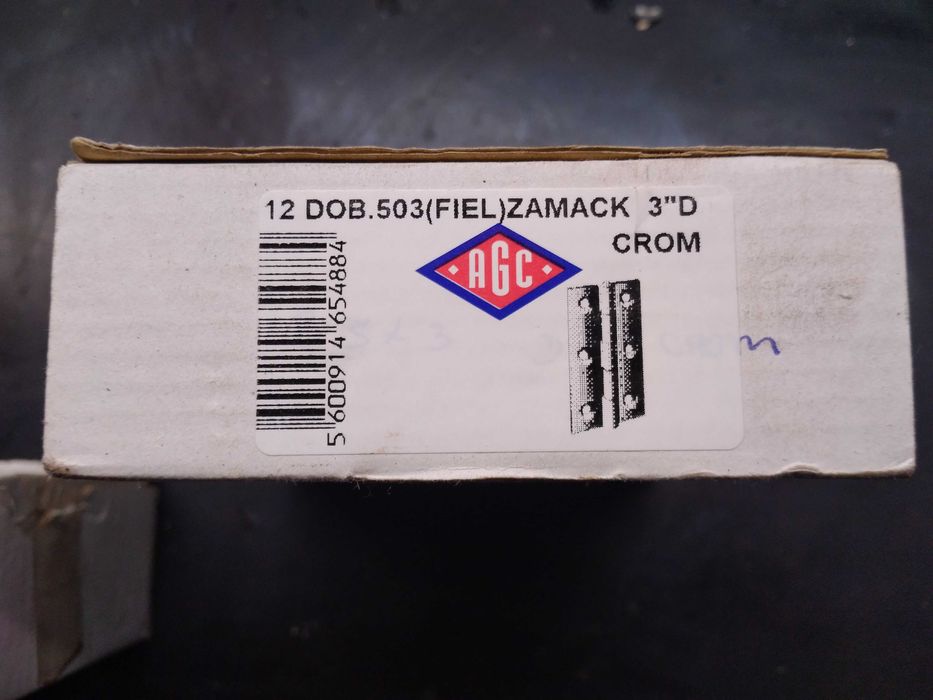 12 DOB.503(FIEL)ZAMACK 3"D
CROM
AGC
5 600914 654884